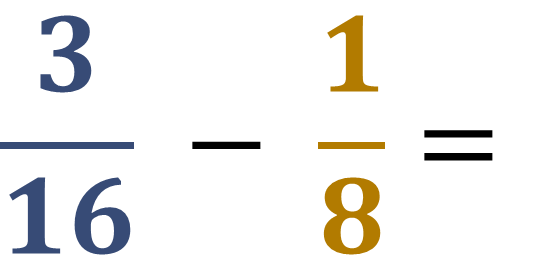 3/16 − 1/8 =